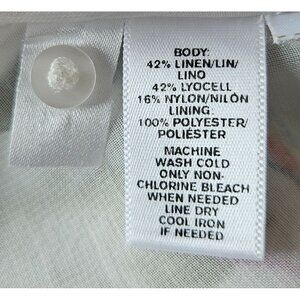 BODY:
42% LINEN/LIN/
LINO
42% LYOCELL
16% NYLON/NILÓN
LINING:
100% POLYESTER/
POLIÉSTER
MACHINE
WASH COLD
ONLY NON-
CHLORINE BLEACH
WHEN NEEDED
LINE DRY
COOL IRON
IF NEEDED